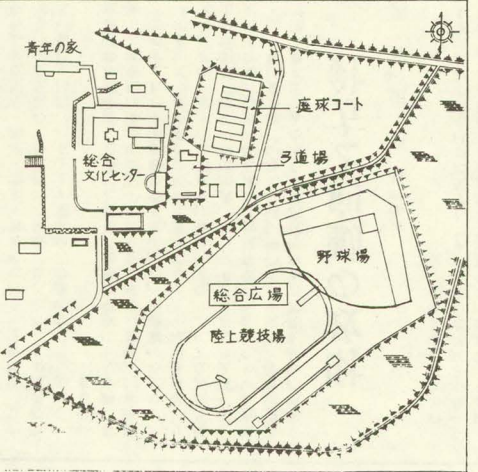 青年の家
庭球コート
弓道場
総合
文化センター
野球場
総合広場
陸上競技場